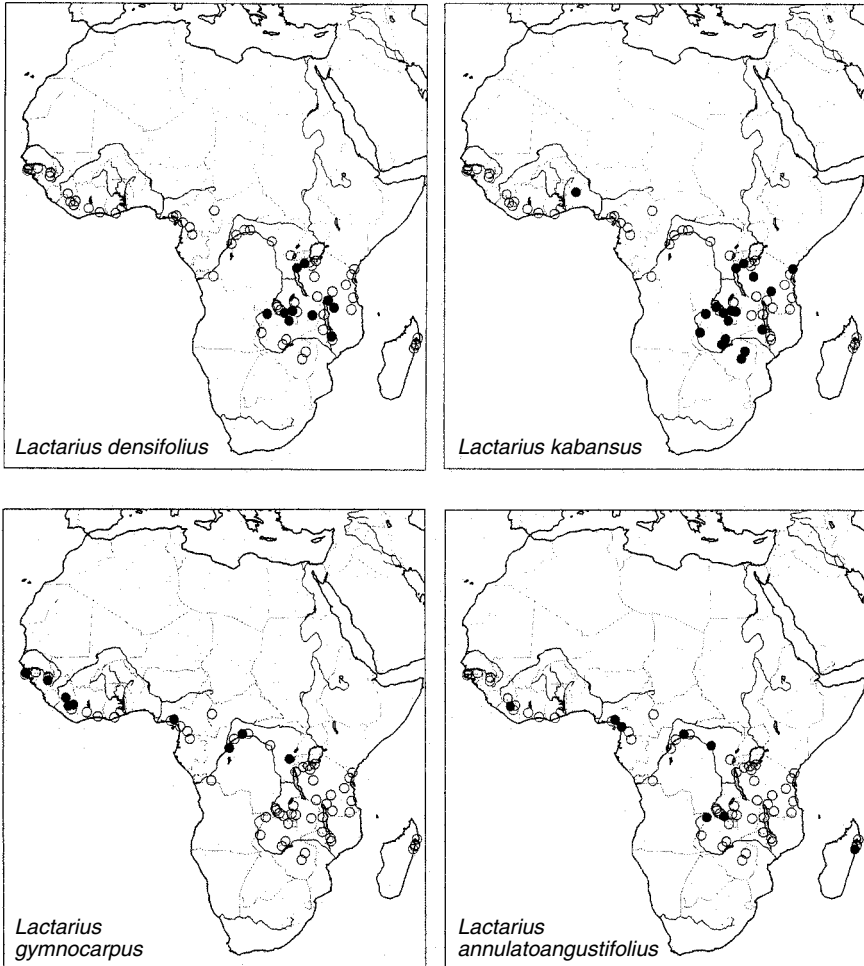 Lactarius densifolius
Lactarius kabansus
Lactarius
gymnocarpus
Lactarius
annulatoangustifolius